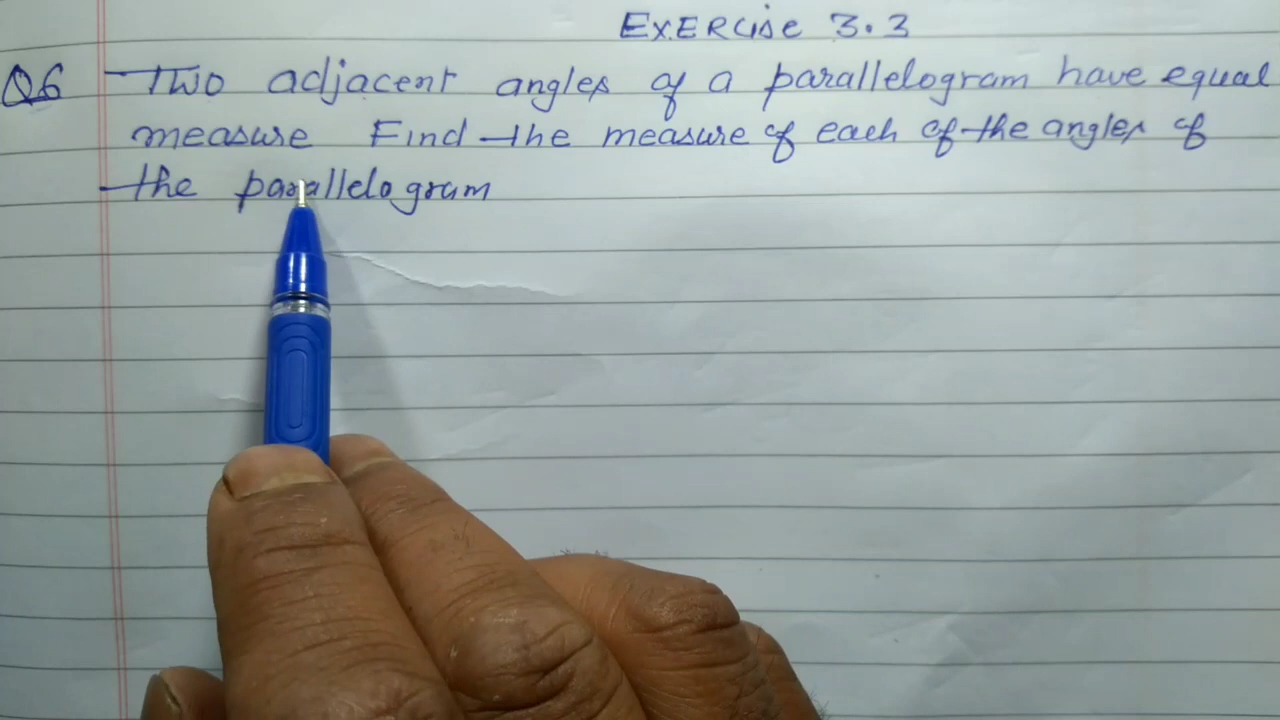 EXERCISE 3.3
Q6 Two adjacent angles of a parallelogram have equal
measure Find the measure of each of the angles of
the parallelogram